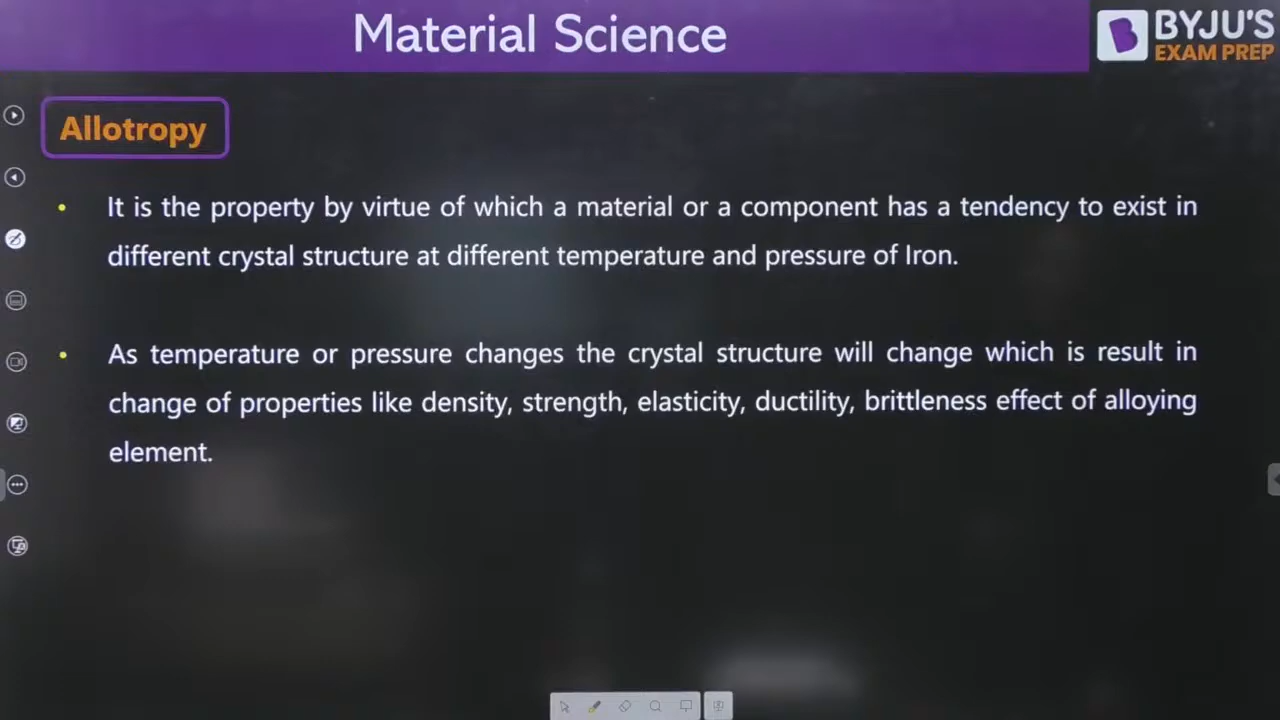 Material Science
BYJU'S
EXAM PREP
Allotropy
• It is the property by virtue of which a material or a component has a tendency to exist in
different crystal structure at different temperature and pressure of Iron.
• As temperature or pressure changes the crystal structure will change which is result in
change of properties like density, strength, elasticity, ductility, brittleness effect of alloying
element.